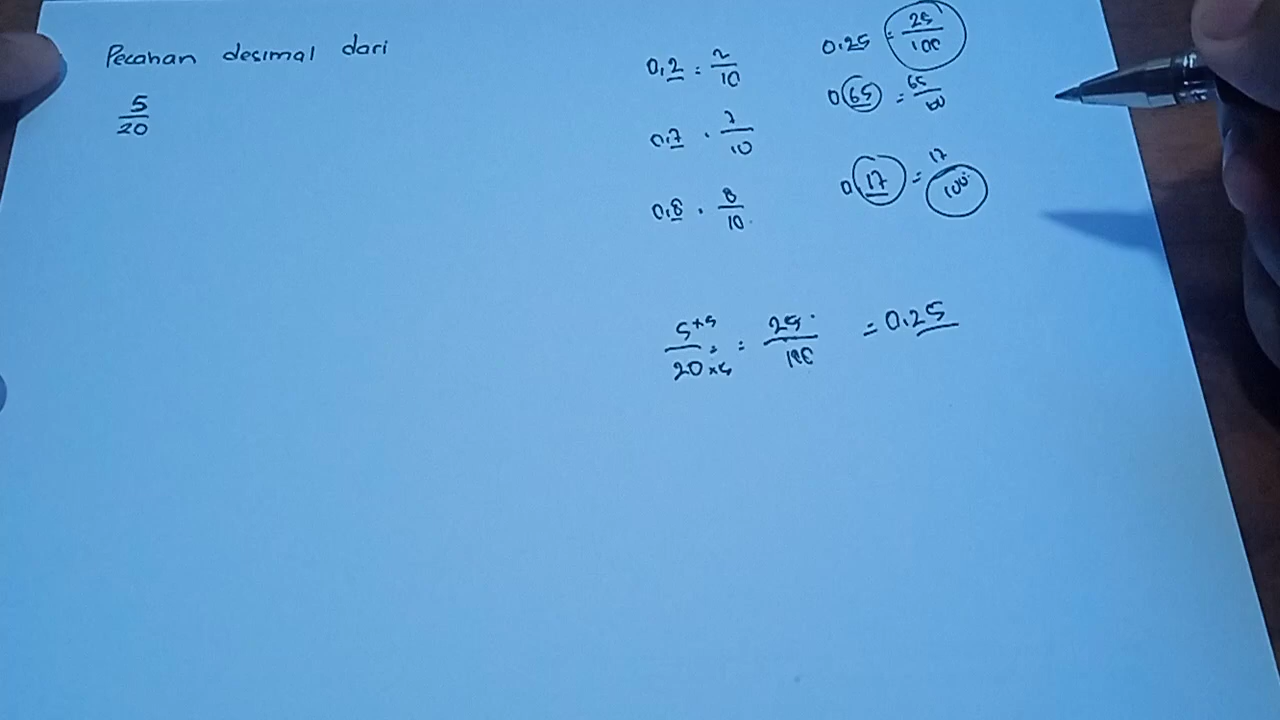 Pecahan desimal dari
5/20
0,2 = 2/10
0,7 = 7/10
0,8 = 8/10
0,25 = 25/100
0,65 = 65/100
0,17 = 17/100
5×5/20×5 = 25/100 = 0,25